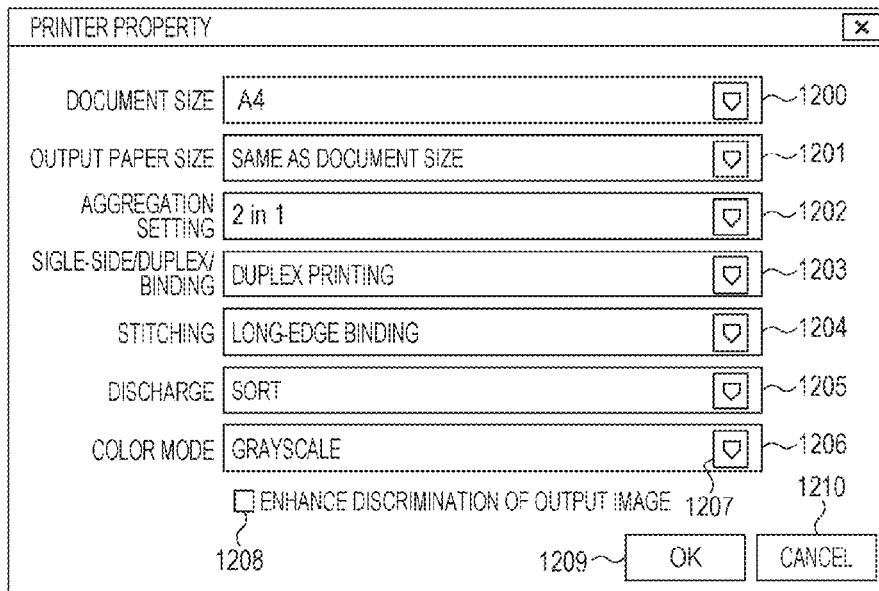 PRINTER PROPERTY
DOCUMENT SIZE A4 1200
OUTPUT PAPER SIZE SAME AS DOCUMENT SIZE 1201
AGGREGATION
SETTING 2 in 1 1202
SIGLE-SIDE/DUPLEX/
BINDING DUPLEX PRINTING 1203
STITCHING LONG-EDGE BINDING 1204
DISCHARGE SORT 1205
COLOR MODE GRAYSCALE 1206
ENHANCE DISCRIMINATION OF OUTPUT IMAGE 1207 1210
1208 1209 OK CANCEL